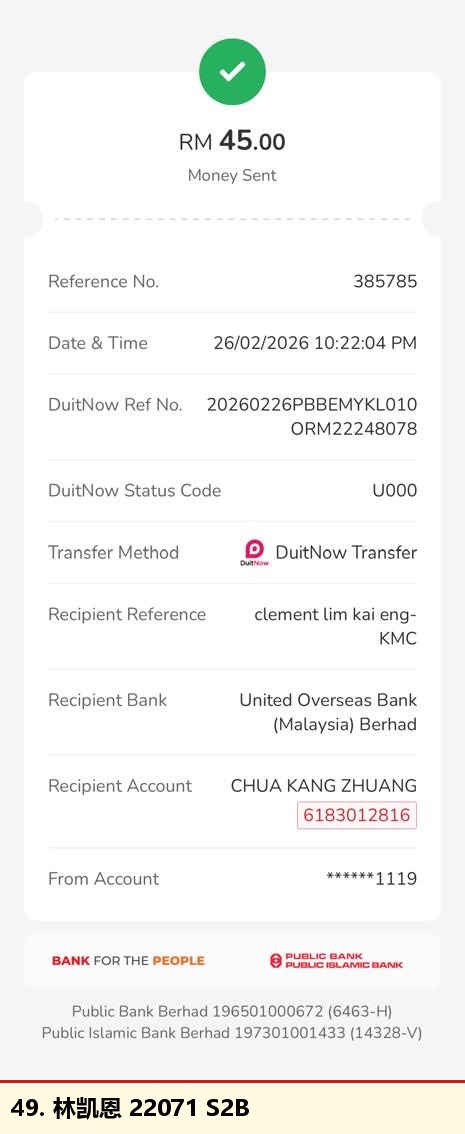 RM 45.00
Money Sent
Reference No. 385785
Date & Time 26/02/2026 10:22:04 PM
DuitNow Ref No. 20260226PBBEMYKL010
ORM22248078
DuitNow Status Code U000
Transfer Method DuitNow DuitNow Transfer
Recipient Reference clement lim kai eng-
KMC
Recipient Bank United Overseas Bank
(Malaysia) Berhad
Recipient Account CHUA KANG ZHUANG
6183012816
From Account ******1119
BANK FOR THE PEOPLE PUBLIC BANK
PUBLIC ISLAMIC BANK
Public Bank Berhad 196501000672 (6463-H)
Public Islamic Bank Berhad 197301001433 (14328-V)
49. 林凯恩 22071 S2B